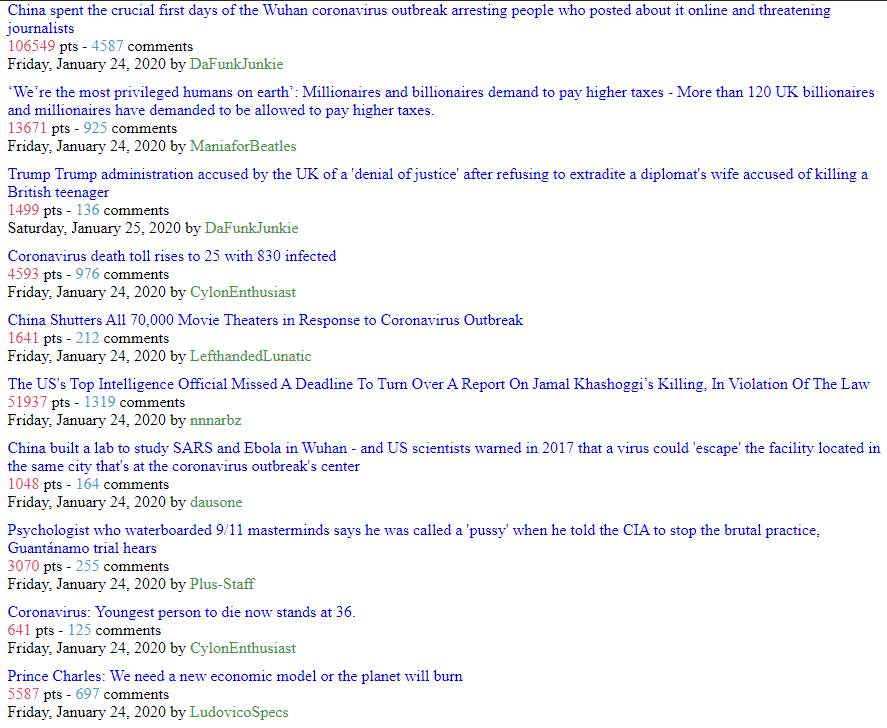 China spent the crucial first days of the Wuhan coronavirus outbreak arresting people who posted about it online and threatening
journalists
106549 pts - 4587 comments
Friday, January 24, 2020 by DaFunkJunkie
‘We’re the most privileged humans on earth’: Millionaires and billionaires demand to pay higher taxes - More than 120 UK billionaires
and millionaires have demanded to be allowed to pay higher taxes.
13671 pts - 925 comments
Friday, January 24, 2020 by ManiaforBeatles
Trump Trump administration accused by the UK of a 'denial of justice' after refusing to extradite a diplomat's wife accused of killing a
British teenager
1499 pts - 136 comments
Saturday, January 25, 2020 by DaFunkJunkie
Coronavirus death toll rises to 25 with 830 infected
4593 pts - 976 comments
Friday, January 24, 2020 by CylonEnthusiast
China Shutters All 70,000 Movie Theaters in Response to Coronavirus Outbreak
1641 pts - 212 comments
Friday, January 24, 2020 by LefthandedLunatic
The US's Top Intelligence Official Missed A Deadline To Turn Over A Report On Jamal Khashoggi’s Killing, In Violation Of The Law
51937 pts - 1319 comments
Friday, January 24, 2020 by nnnarbz
China built a lab to study SARS and Ebola in Wuhan - and US scientists warned in 2017 that a virus could 'escape' the facility located in
the same city that's at the coronavirus outbreak's center
1048 pts - 164 comments
Friday, January 24, 2020 by dausone
Psychologist who waterboarded 9/11 masterminds says he was called a 'pussy' when he told the CIA to stop the brutal practice,
Guantánamo trial hears
3070 pts - 255 comments
Friday, January 24, 2020 by Plus-Staff
Coronavirus: Youngest person to die now stands at 36.
641 pts - 125 comments
Friday, January 24, 2020 by CylonEnthusiast
Prince Charles: We need a new economic model or the planet will burn
5587 pts - 697 comments
Friday, January 24, 2020 by LudovicoSpecs